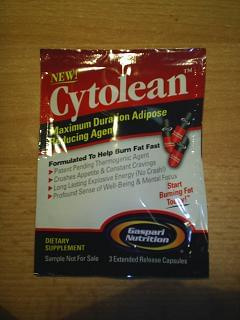 NEW!
Cytolean™
Maximum Duration Adipose
Reducing Agent
Formulated To Help Burn Fat Fast
Patent Pending Thermogenic Agent
Crushes Appetite & Constant Cravings
Long Lasting Explosive Energy (No Crash!)
Profound Sense of Well-Being & Mental Focus
Start
Burning Fat
Today!
Gaspari
Nutrition
DIETARY
SUPPLEMENT
Sample Not For Sale
3 Extended Release Capsules